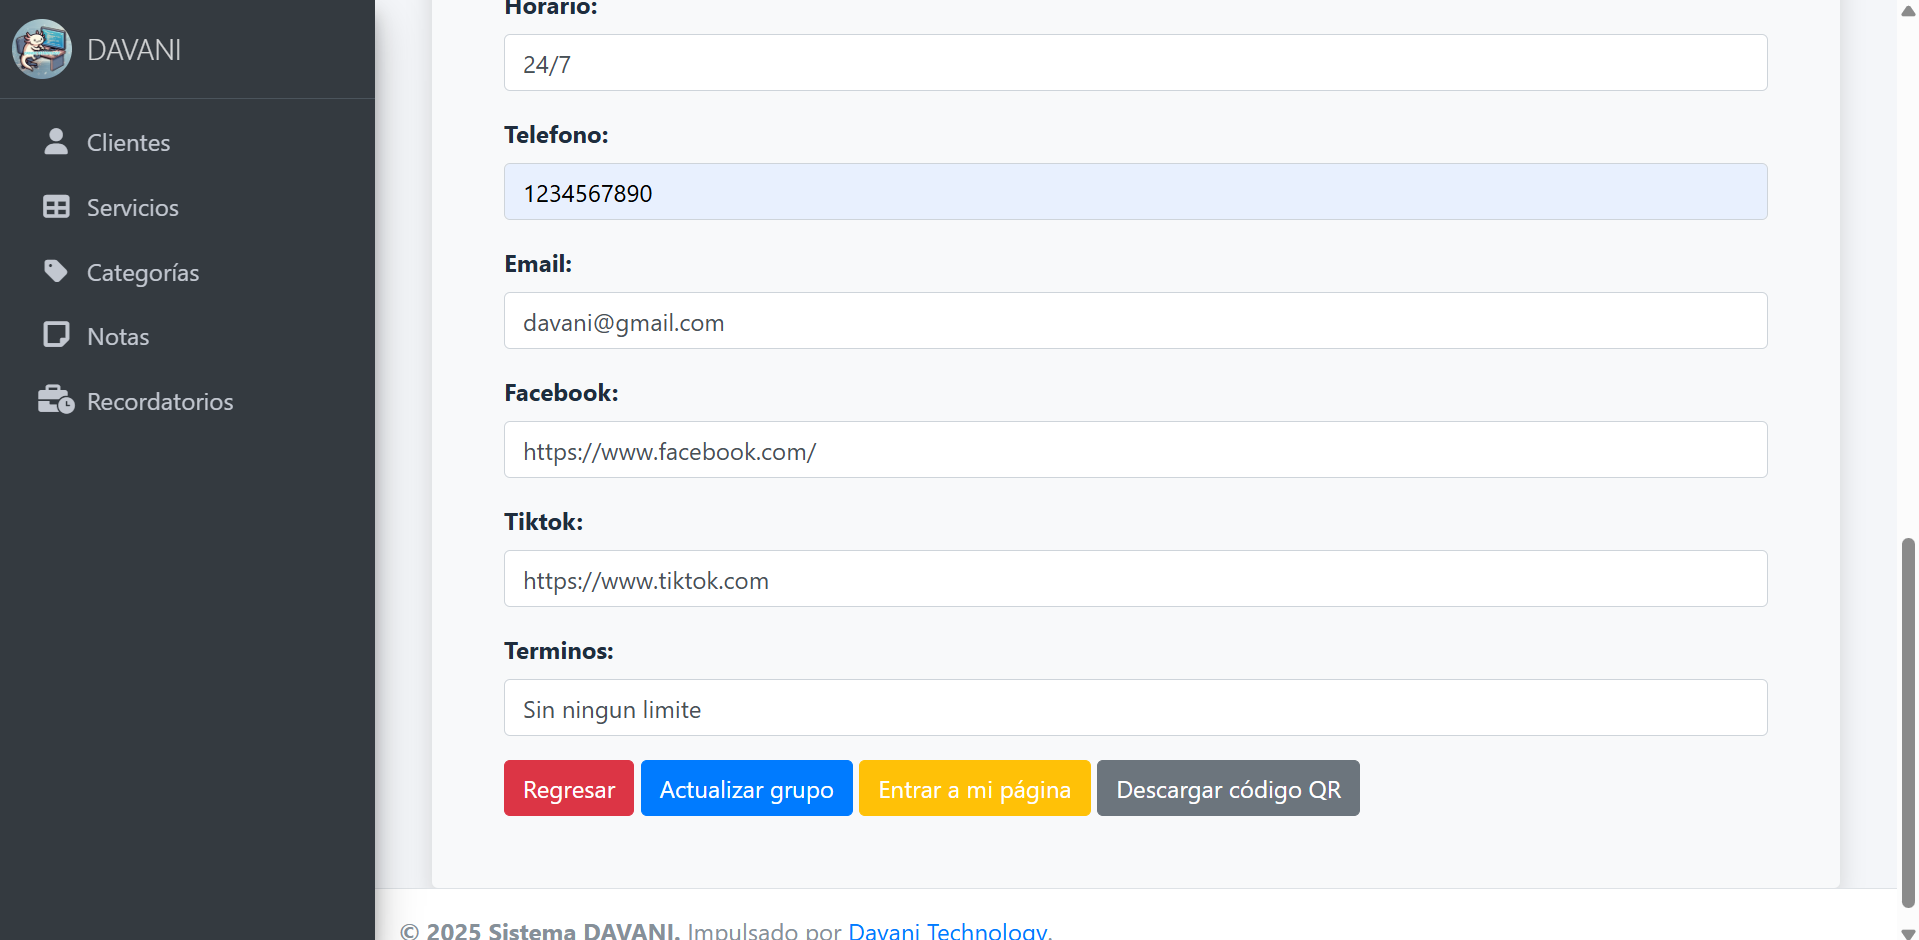 DAVANI
Clientes
Servicios
Categorías
Notas
Recordatorios
Horario:
24/7
Telefono:
1234567890
Email:
davani@gmail.com
Facebook:
https://www.facebook.com/
Tiktok:
https://www.tiktok.com
Terminos:
Sin ningun limite
Regresar Actualizar grupo Entrar a mi página Descargar código QR
© 2025 Sistema DAVANI. Impulsado por Davani Technology.